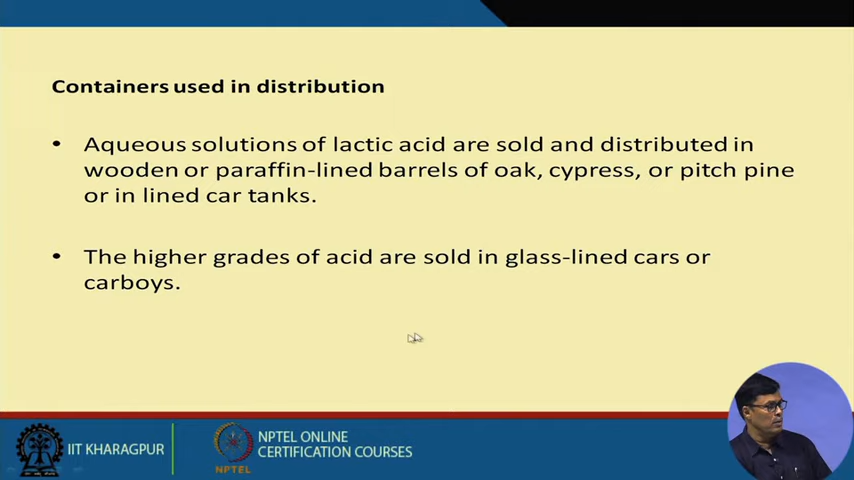 Containers used in distribution
• Aqueous solutions of lactic acid are sold and distributed in
wooden or paraffin-lined barrels of oak, cypress, or pitch pine
or in lined car tanks.
• The higher grades of acid are sold in glass-lined cars or
carboys.
IIT KHARAGPUR
NPTEL
NPTEL ONLINE
CERTIFICATION COURSES